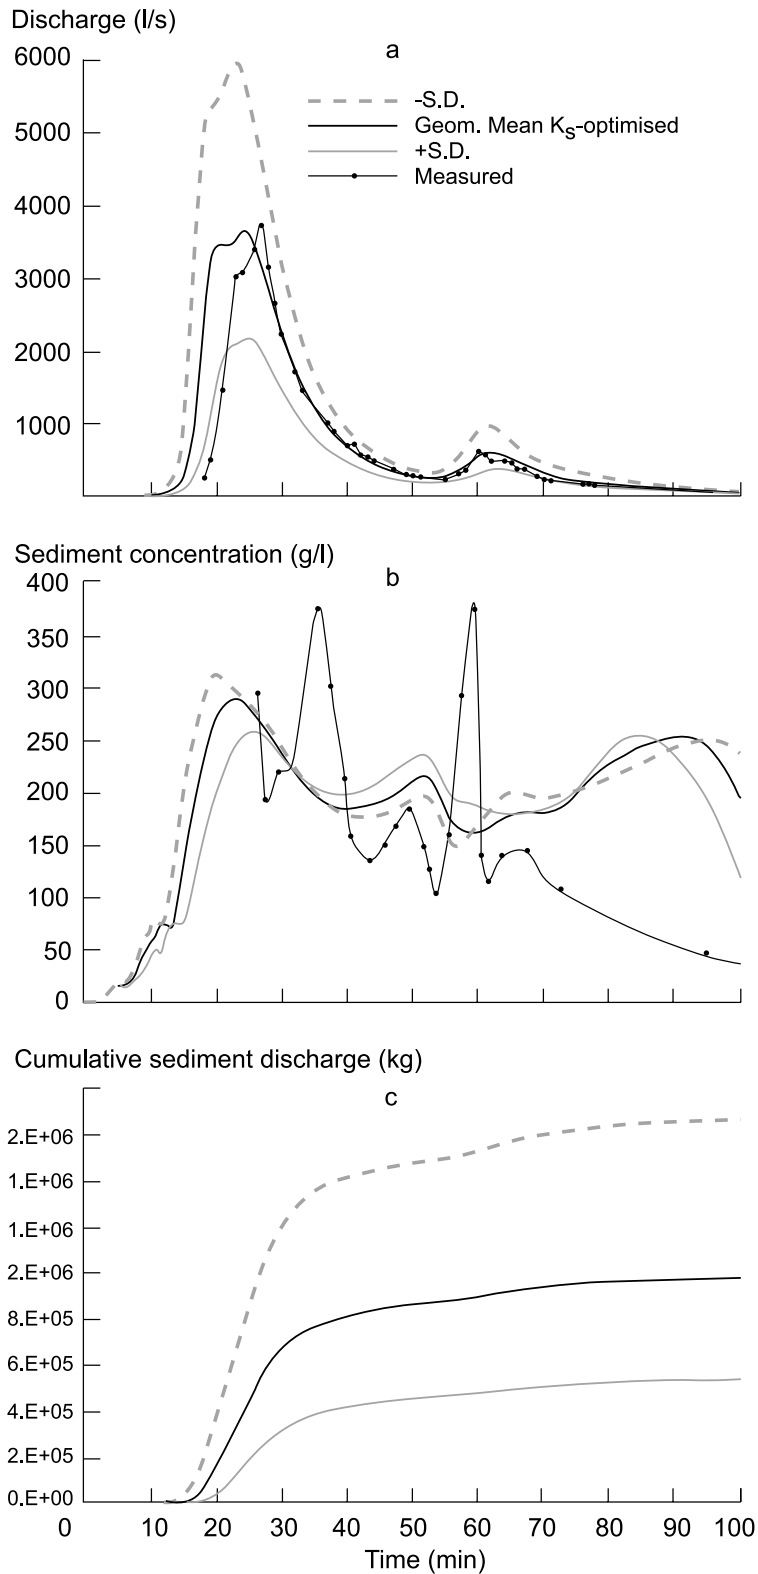 Discharge (l/s)
a
6000
5000
4000
3000
2000
1000
-S.D.
Geom. Mean KS-optimised
+S.D.
Measured
Sediment concentration (g/l)
b
400
350
300
250
200
150
100
50
0
Cumulative sediment discharge (kg)
c
2.E+06
1.E+06
1.E+06
2.E+06
8.E+05
6.E+05
4.E+05
2.E+05
0.E+00
0 10 20 30 40 50 60 70 80 90 100
Time (min)